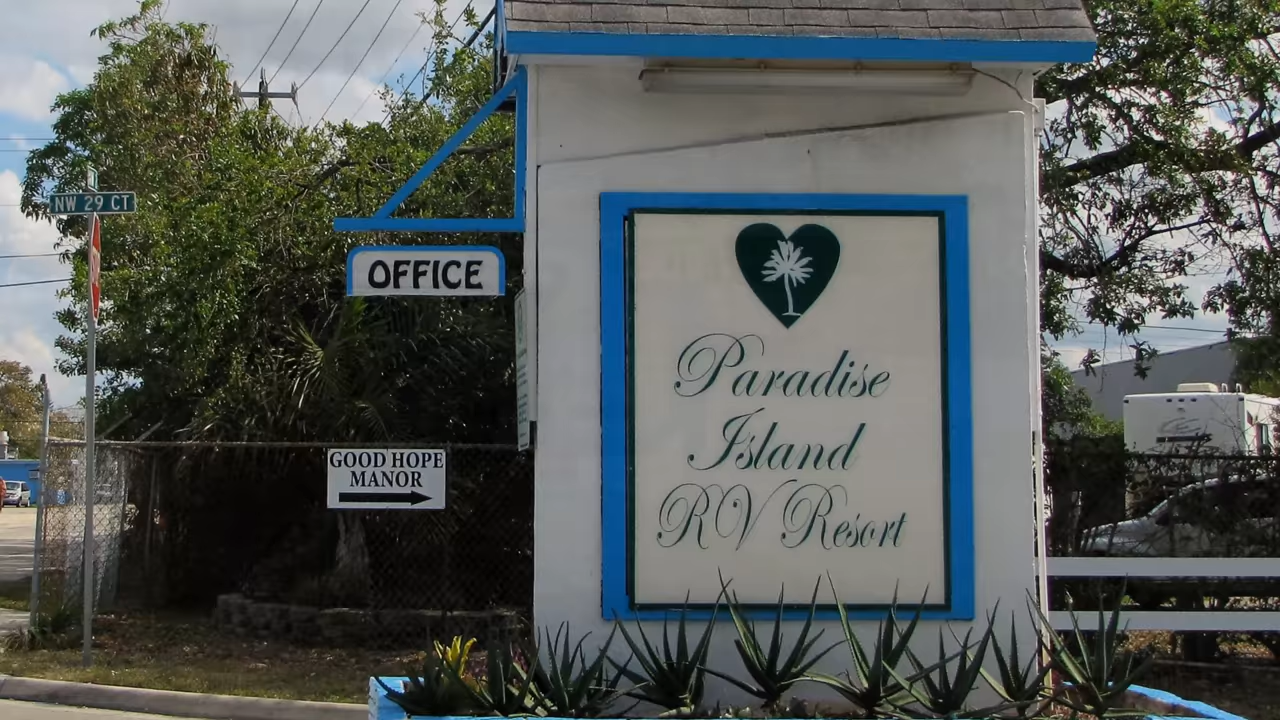 NW 29 CT
OFFICE
GOOD HOPE
MANOR
Paradise
Island
RV Resort